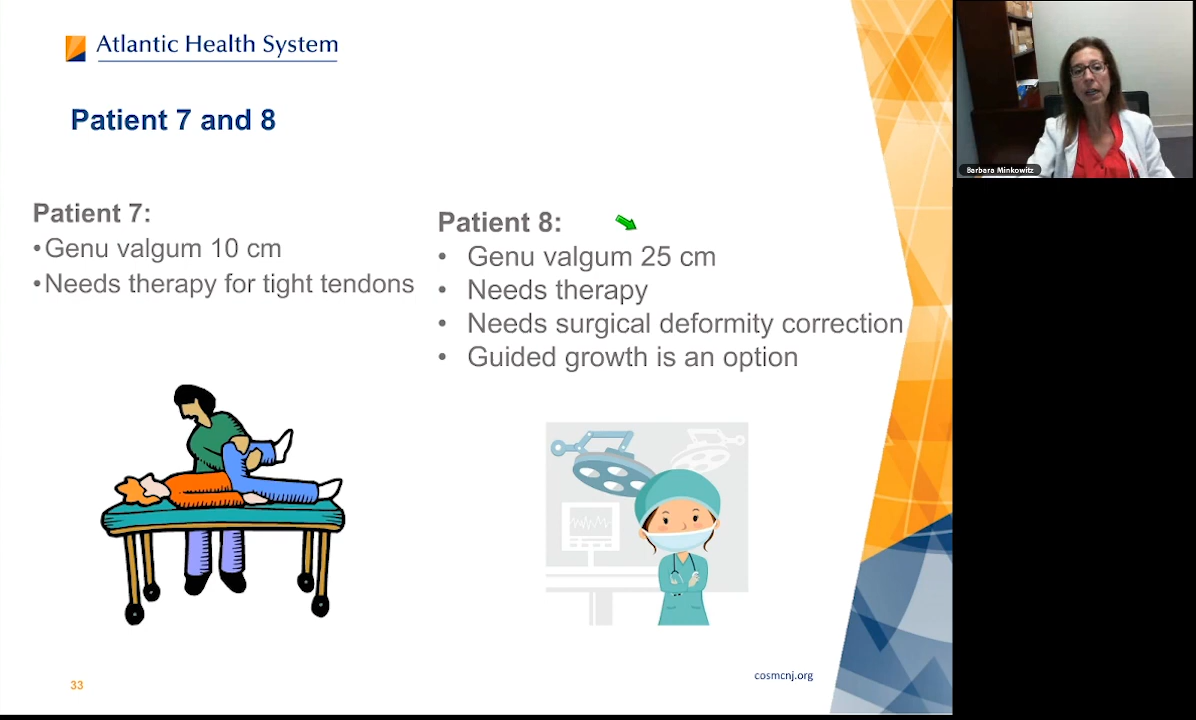 Atlantic Health System
Patient 7 and 8
Patient 7:
•Genu valgum 10 cm
•Needs therapy for tight tendons
Patient 8:
• Genu valgum 25 cm
• Needs therapy
• Needs surgical deformity correction
• Guided growth is an option
33
cosmcnj.org
Barbara Minkowitz